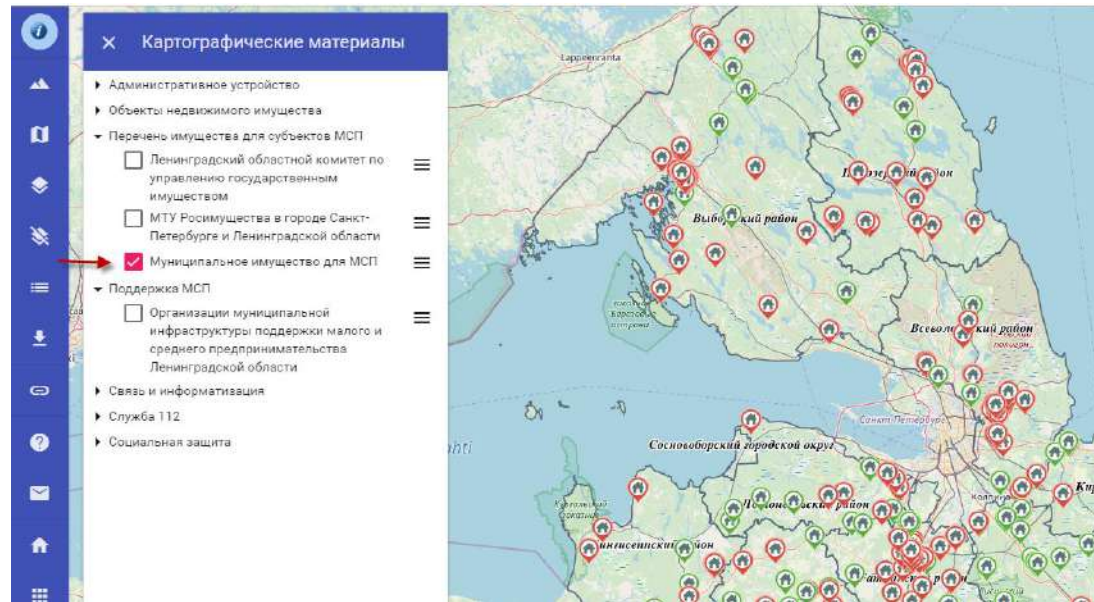 Картографические материалы
Административное устройство
Объекты недвижимого имущества
Перечень имущества для субъектов МСП
Ленинградский областной комитет по
управлению государственным
имуществом
МТУ Росимущества в городе Санкт-
Петербурге и Ленинградской области
Муниципальное имущество для МСП
Поддержка МСП
Организации муниципальной
инфраструктуры поддержки малого и
среднего предпринимательства
Ленинградской области
Связь и информатизация
Служба 112
Социальная защита
Lappeenranta
район
Выборгский район
район
Санкт-Петербург
Сосновоборский городской округ
район